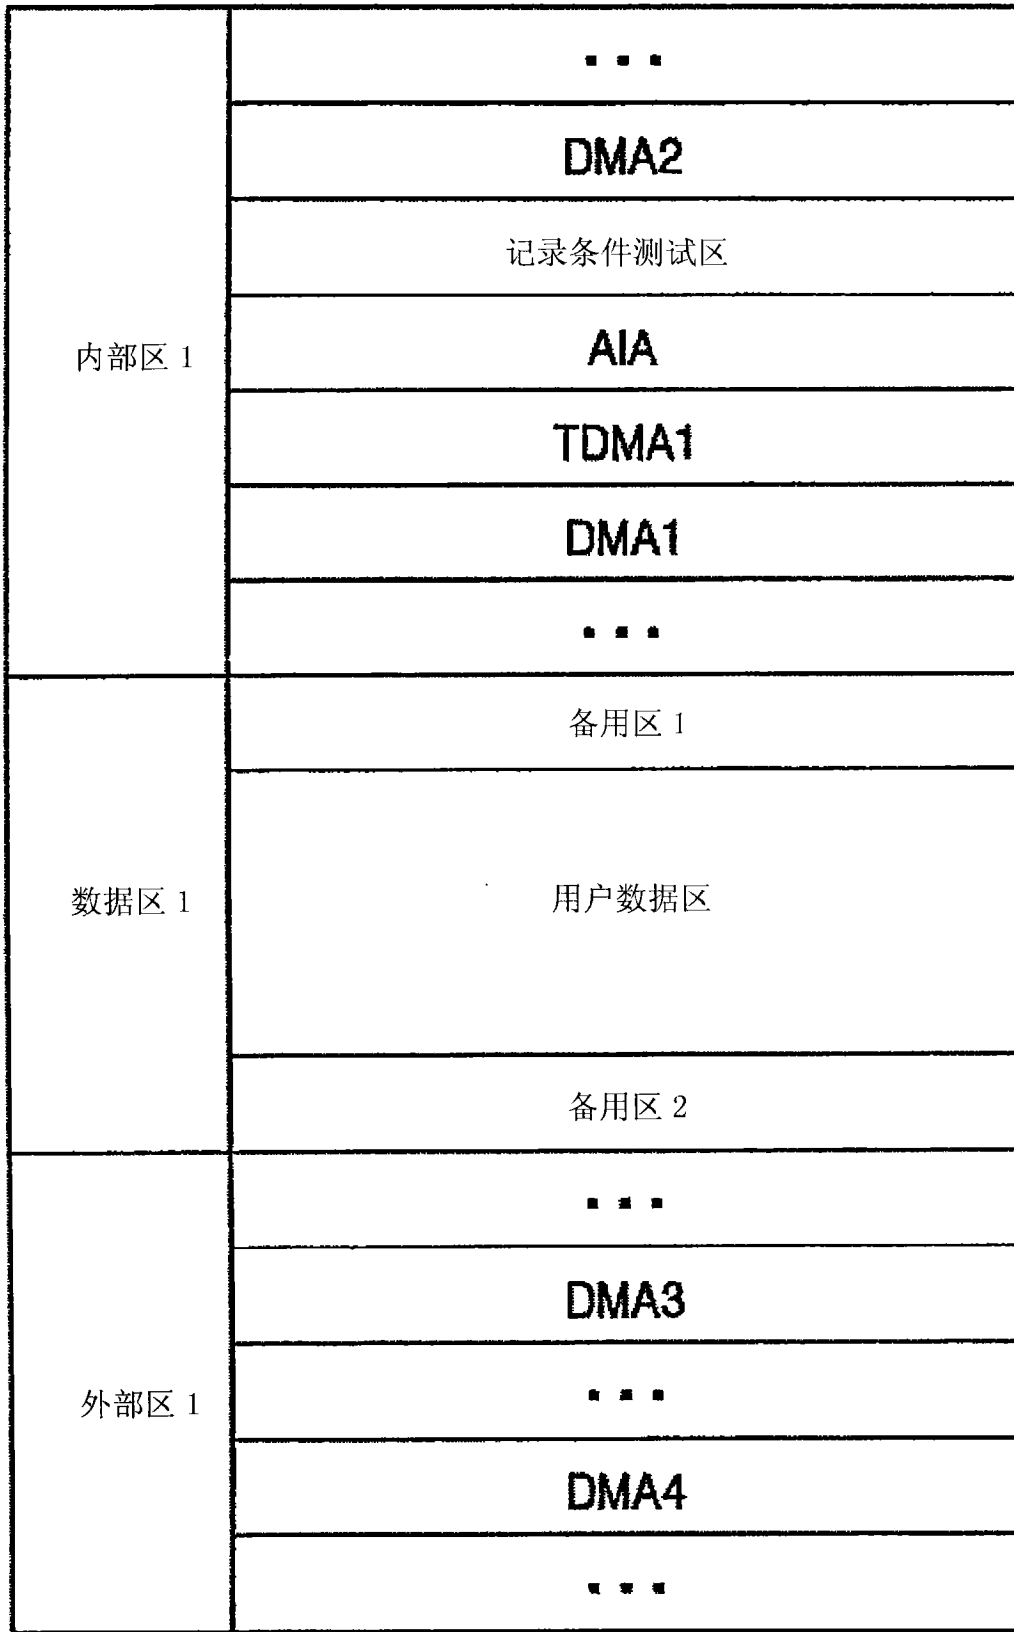 ■ ■ ■
DMA2
记录条件测试区
内部区 1
AIA
TDMA1
DMA1
■ ■ ■
备用区 1
数据区 1
用户数据区
备用区 2
■ ■ ■
DMA3
外部区 1
■ ■ ■
DMA4
■ ■ ■